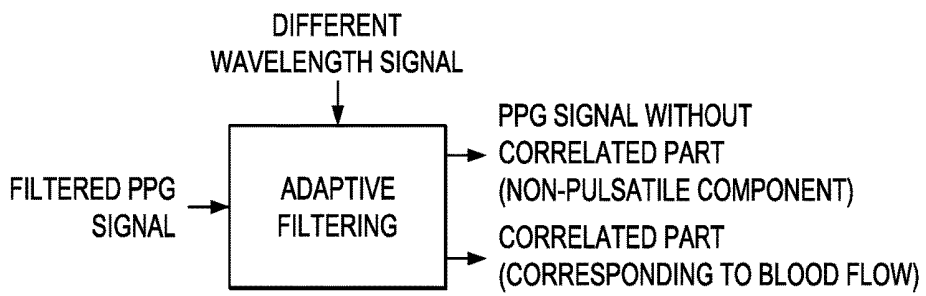 DIFFERENT
WAVELENGTH SIGNAL
FILTERED PPG
SIGNAL
ADAPTIVE
FILTERING
PPG SIGNAL WITHOUT
CORRELATED PART
(NON-PULSATILE COMPONENT)
CORRELATED PART
(CORRESPONDING TO BLOOD FLOW)